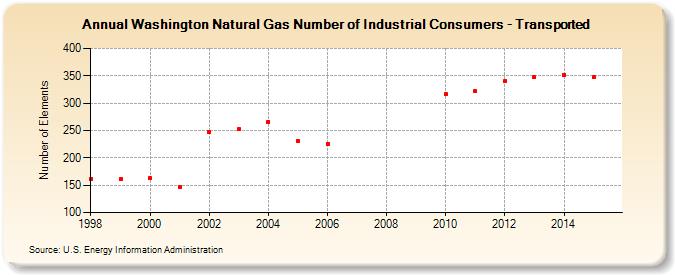 Annual Washington Natural Gas Number of Industrial Consumers - Transported
Number of Elements
400
350
300
250
200
150
100
1998 2000 2002 2004 2006 2008 2010 2012 2014
Source: U.S. Energy Information Administration